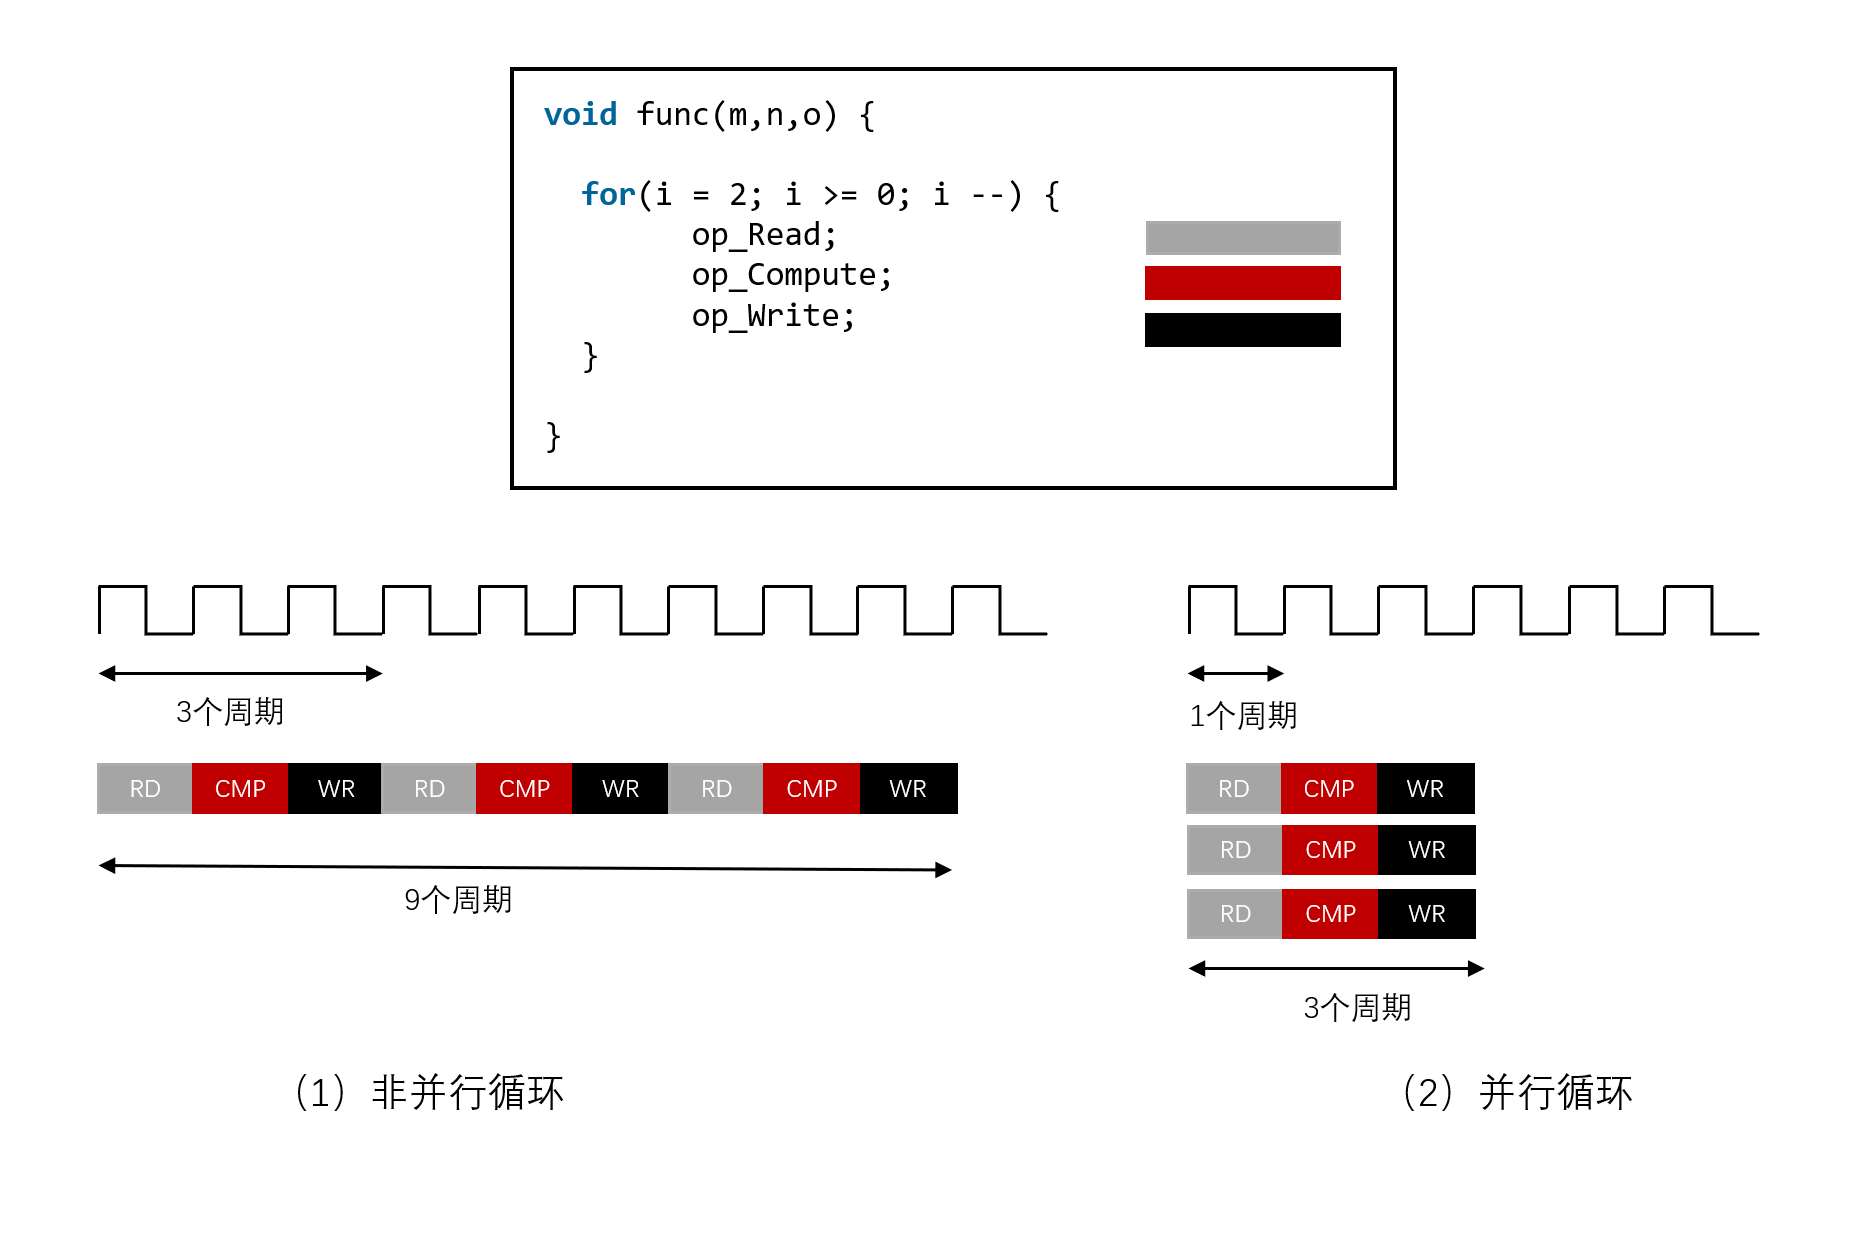 void func(m,n,o) {
for(i = 2; i >= 0; i --) {
op_Read;
op_Compute;
op_Write;
}
}
3个周期
1个周期
RD CMP WR RD CMP WR RD CMP WR
RD CMP WR
RD CMP WR
RD CMP WR
9个周期
3个周期
（1）非并行循环
（2）并行循环